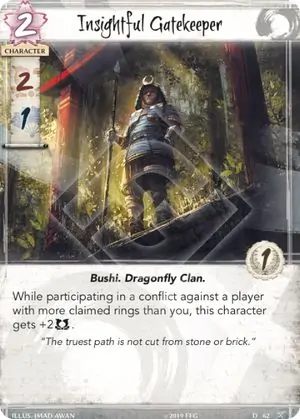 2
Insightful Gatekeeper
CHARACTER
2
1
1
Bushi. Dragonfly Clan.
While participating in a conflict against a player
with more claimed rings than you, this character
gets +2.
"The truest path is not cut from stone or brick."
ILLUS: IMAD AWAN
©2019 FFG
D 62